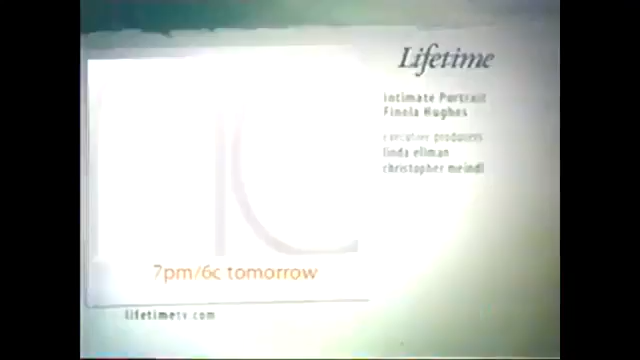 Lifetime
Intimate Portrait
Finola Hughes
executive producers
linda ellman
christopher meindl
7pm/6c tomorrow
lifetimetv.com